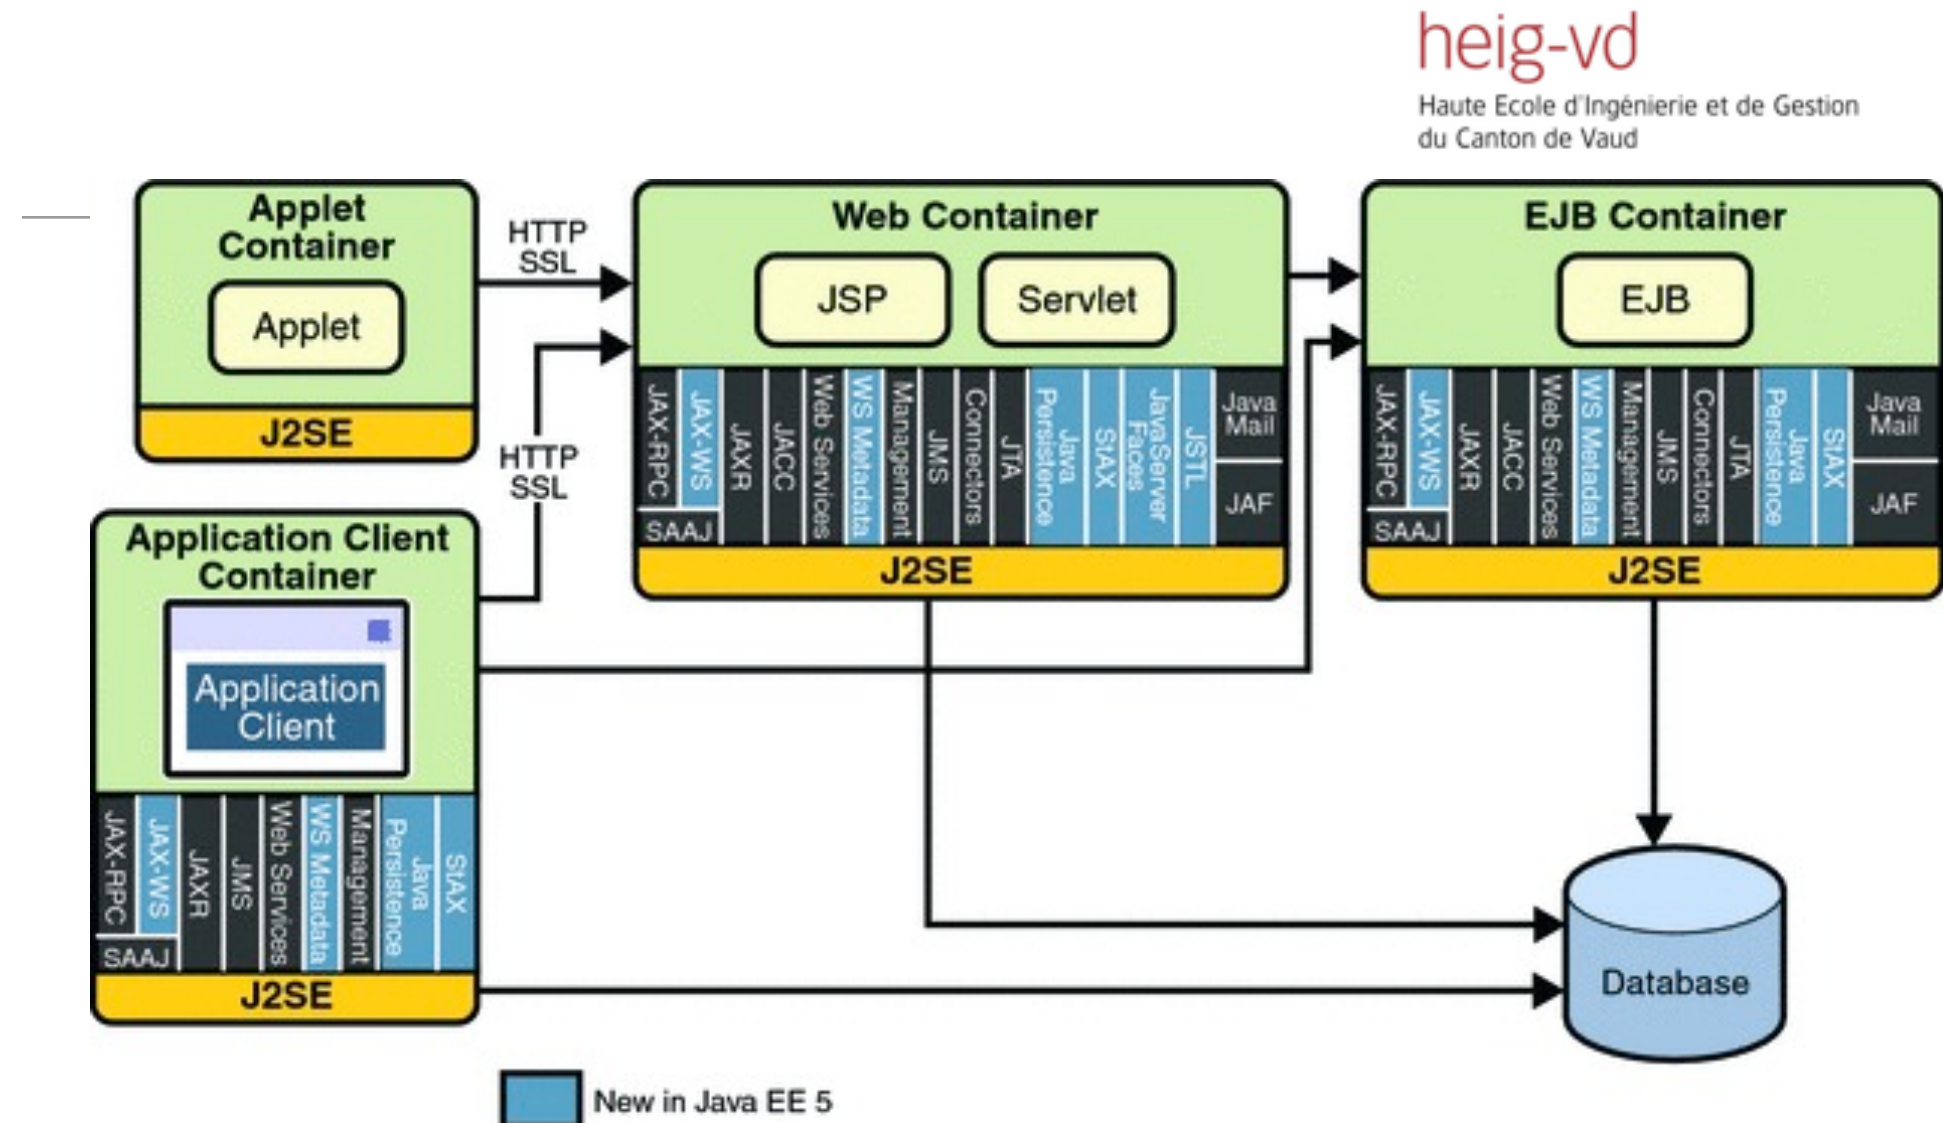 heig-vd
Haute Ecole d'Ingénierie et de Gestion
du Canton de Vaud
Applet
Container
Applet
J2SE
HTTP
SSL
HTTP
SSL
Web Container
JSP
Servlet
JAX-RPC
JAX-WS
SAAJ
JAXR
JACC
Web Services
WS Metadata
Management
JMS
Connectors
JTA
Java
Persistence
StAX
JavaServer
Faces
JSTL
Java
Mail
JAF
J2SE
EJB Container
EJB
JAX-RPC
JAX-WS
SAAJ
JAXR
JACC
Web Services
WS Metadata
Management
JMS
Connectors
JTA
Java
Persistence
StAX
Java
Mail
JAF
J2SE
Application Client
Container
Application
Client
JAX-RPC
JAX-WS
SAAJ
JAXR
JMS
Web Services
WS Metadata
Management
Java
Persistence
StAX
J2SE
Database
New in Java EE 5